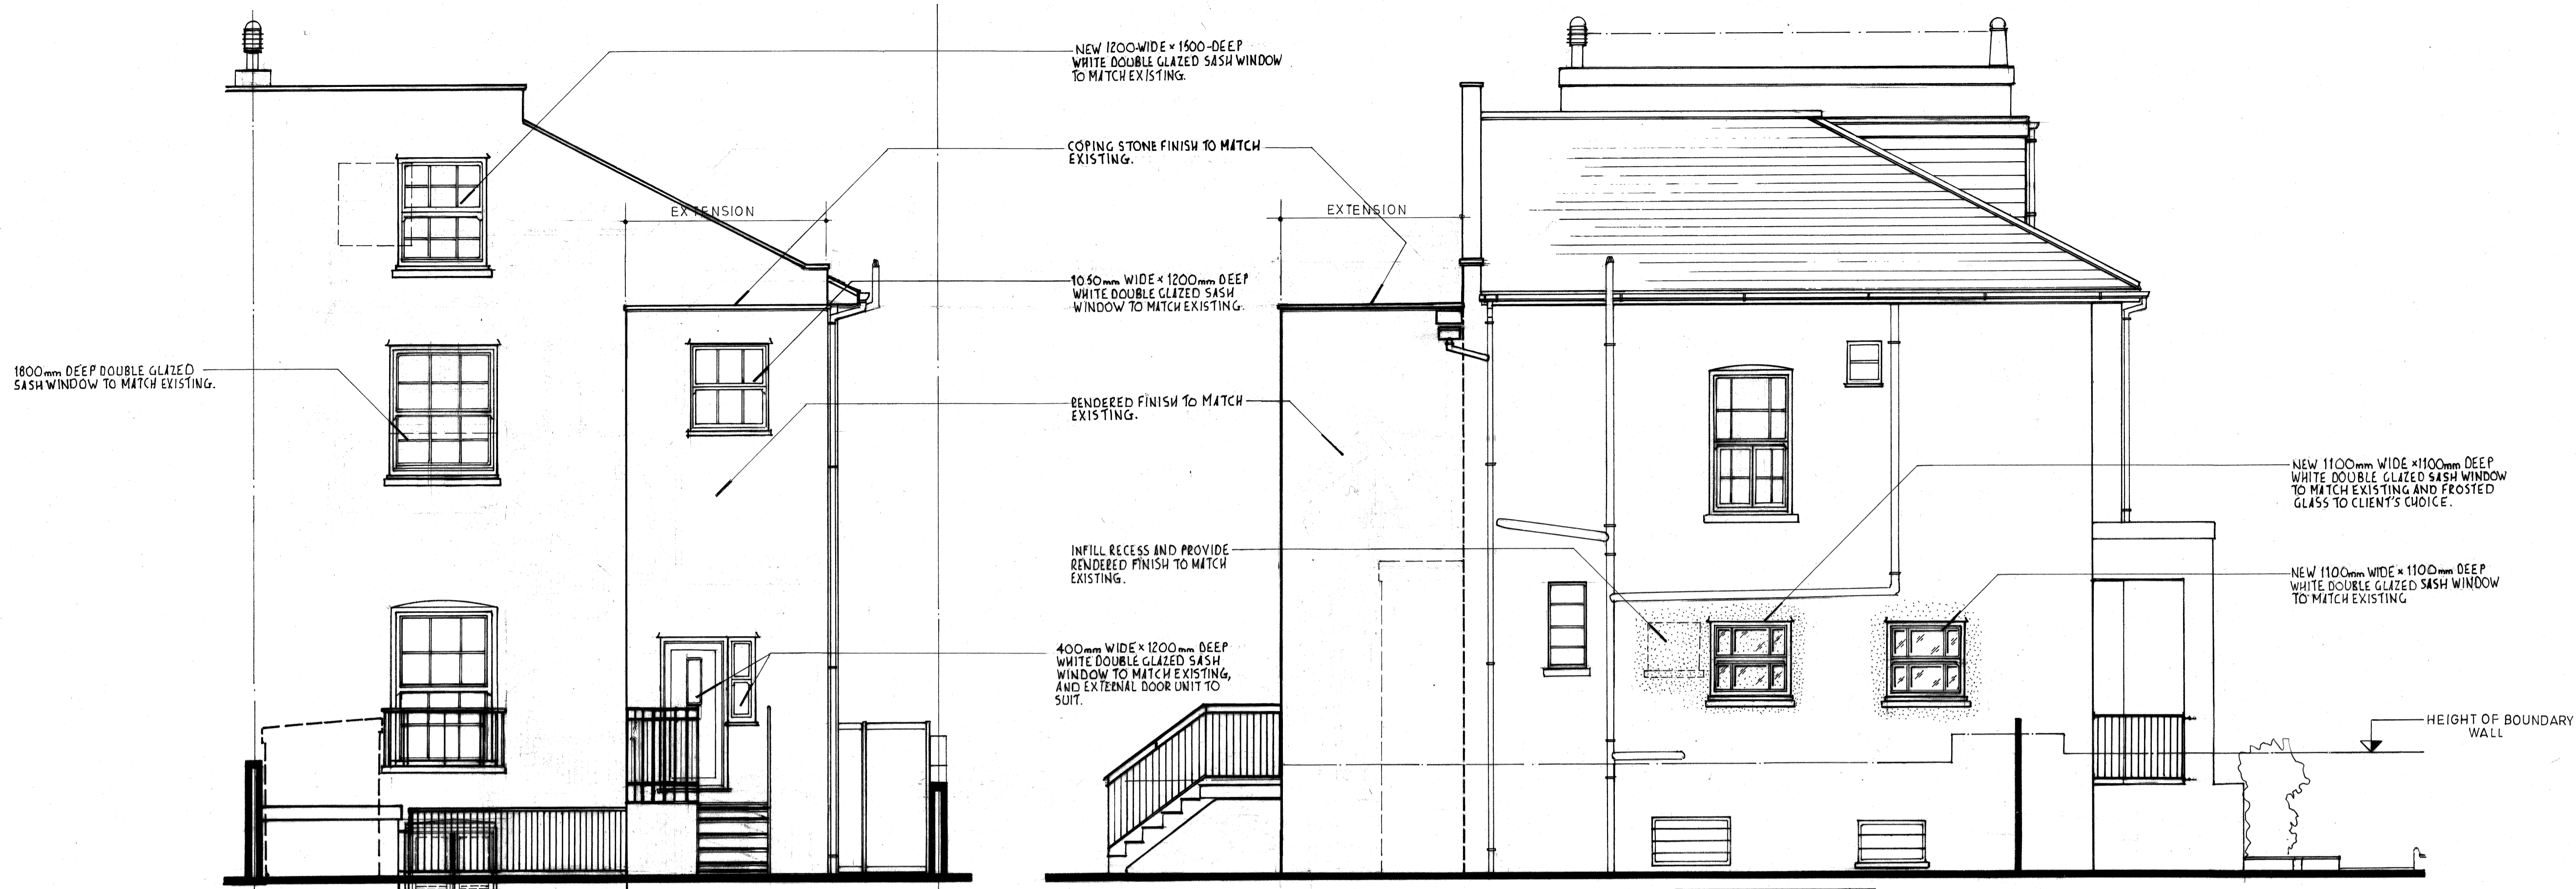 NEW 1200-WIDE × 1500-DEEP
WHITE DOUBLE GLAZED SASH WINDOW
TO MATCH EXISTING.
COPING STONE FINISH TO MATCH
EXISTING.
EXTENSION
EXTENSION
1050mm WIDE × 1200mm DEEP
WHITE DOUBLE GLAZED SASH
WINDOW TO MATCH EXISTING.
1800mm DEEP DOUBLE GLAZED
SASH WINDOW TO MATCH EXISTING.
RENDERED FINISH TO MATCH
EXISTING.
NEW 1100mm WIDE ×1100mm DEEP
WHITE DOUBLE GLAZED SASH WINDOW
TO MATCH EXISTING AND FROSTED
GLASS TO CLIENT'S CHOICE.
INFILL RECESS AND PROVIDE
RENDERED FINISH TO MATCH
EXISTING.
NEW 1100mm WIDE × 1100mm DEEP
WHITE DOUBLE GLAZED SASH WINDOW
TO MATCH EXISTING
400mm WIDE × 1200mm DEEP
WHITE DOUBLE GLAZED SASH
WINDOW TO MATCH EXISTING,
AND EXTERNAL DOOR UNIT TO
SUIT.
HEIGHT OF BOUNDARY
WALL